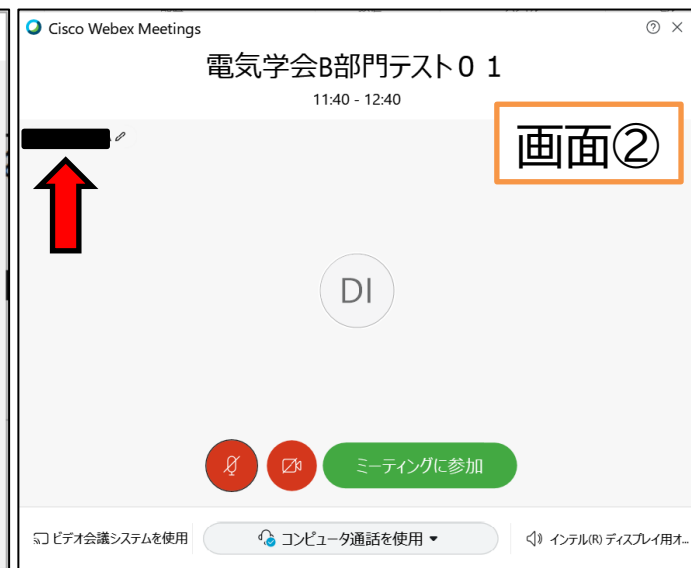 Cisco Webex Meetings
電気学会B部門テスト０１
11:40 - 12:40
画面②
DI
ミーティングに参加
ビデオ会議システムを使用
コンピュータ通話を使用
インテル(R) ディスプレイ用オ...